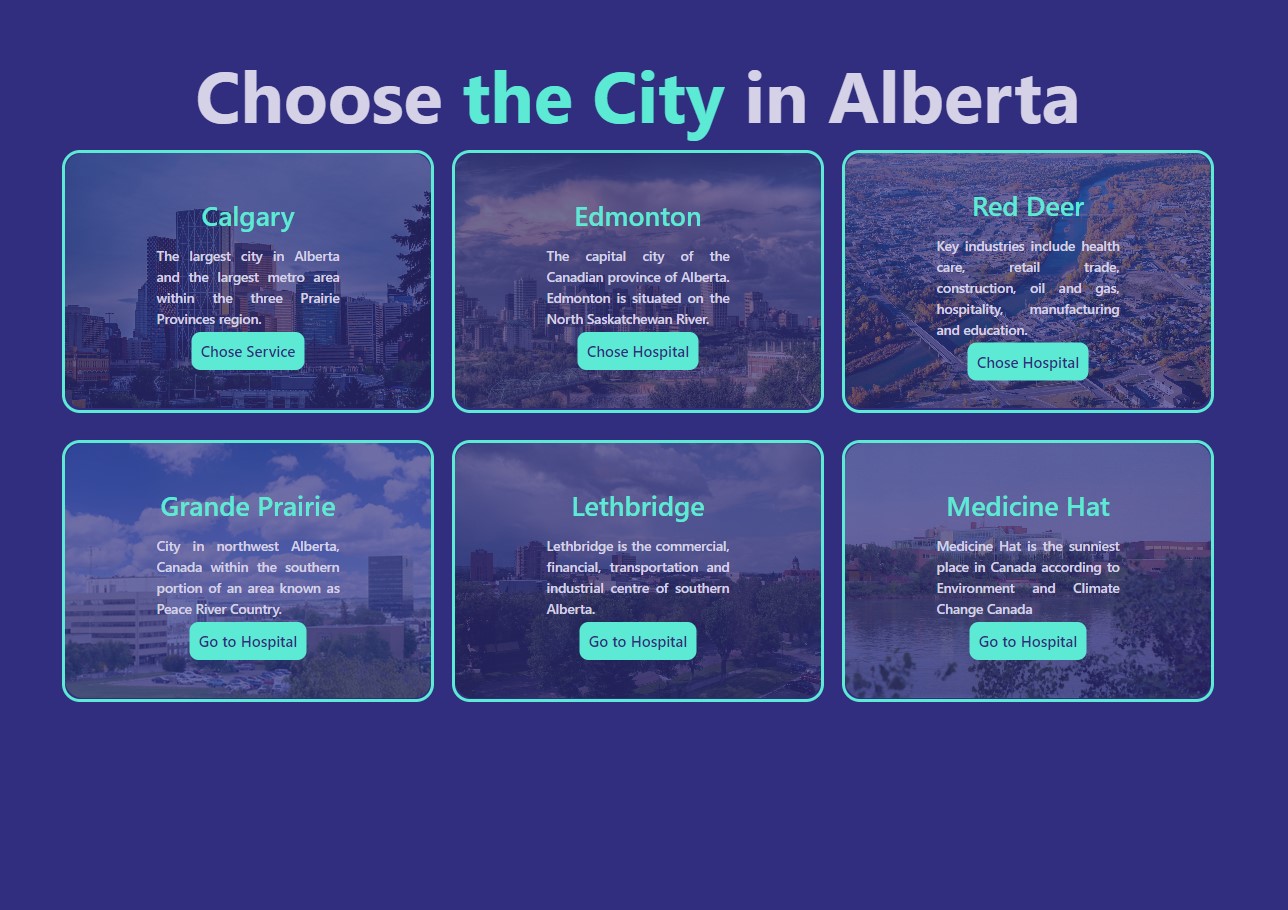 Choose the City in Alberta
Calgary
The largest city in Alberta
and the largest metro area
within the three Prairie
Provinces region.
Chose Service
Edmonton
The capital city of the
Canadian province of Alberta.
Edmonton is situated on the
North Saskatchewan River.
Chose Hospital
Red Deer
Key industries include health
care, retail trade,
construction, oil and gas,
hospitality, manufacturing
and education.
Chose Hospital
Grande Prairie
City in northwest Alberta,
Canada within the southern
portion of an area known as
Peace River Country.
Go to Hospital
Lethbridge
Lethbridge is the commercial,
financial, transportation and
industrial centre of southern
Alberta.
Go to Hospital
Medicine Hat
Medicine Hat is the sunniest
place in Canada according to
Environment and Climate
Change Canada
Go to Hospital